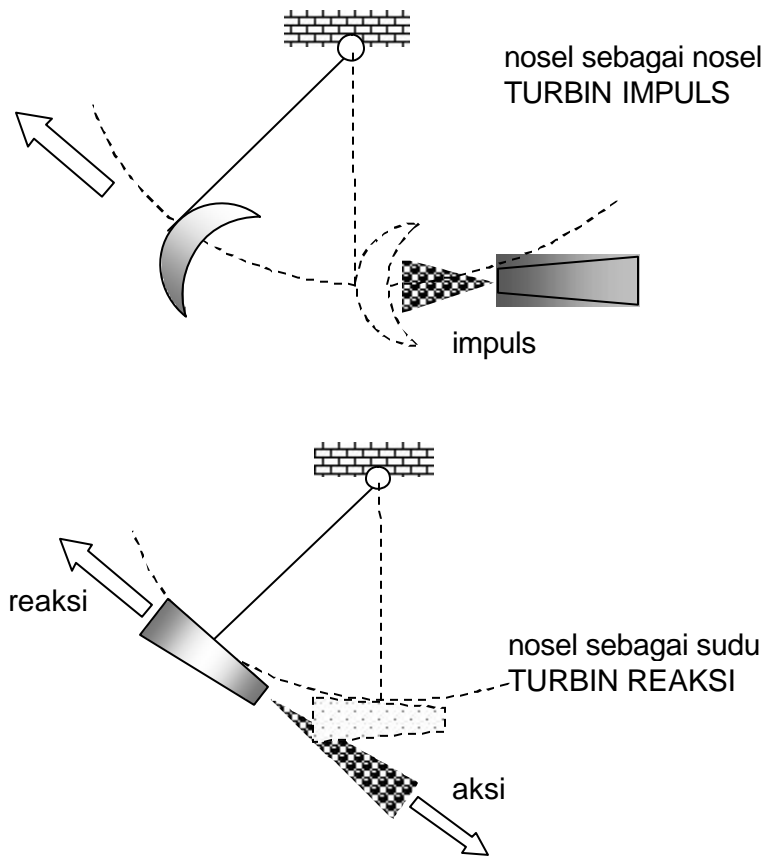 nosel sebagai nosel
TURBIN IMPULS
impuls
reaksi
nosel sebagai sudu
TURBIN REAKSI
aksi